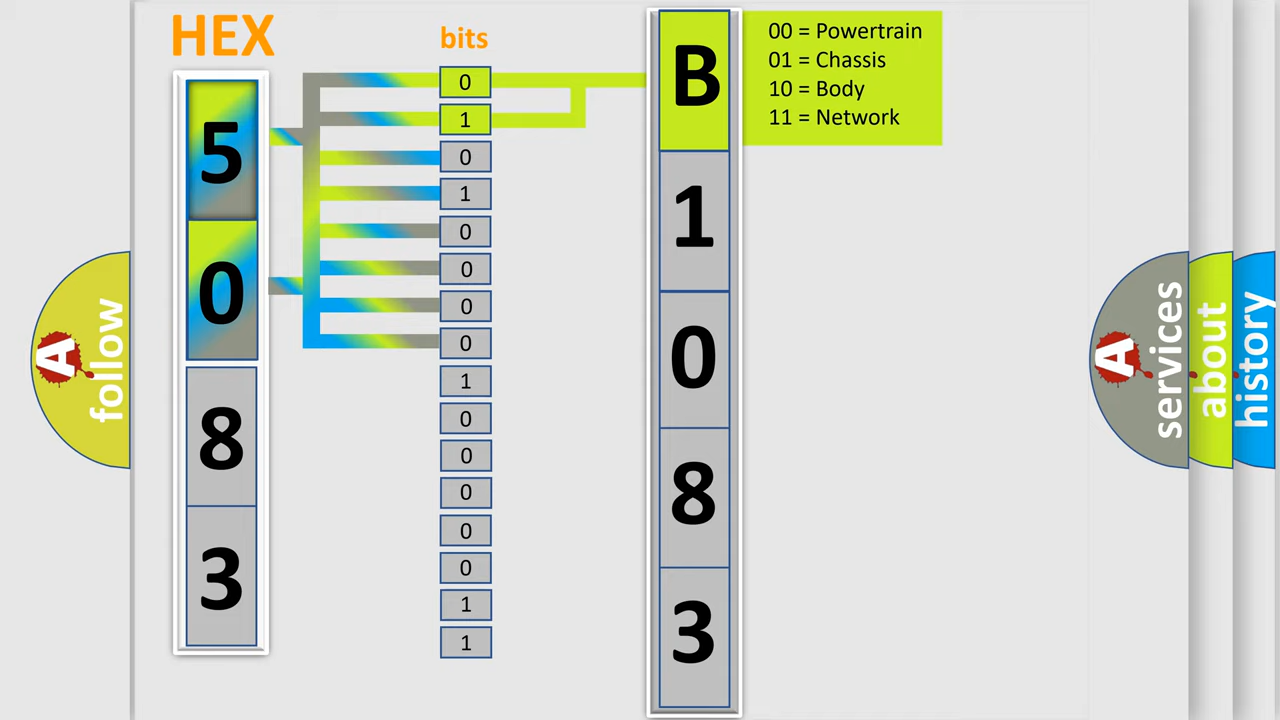 HEX
bits
5
0
8
3
0
1
0
1
0
0
0
0
1
0
0
0
0
0
1
1
B
1
0
8
3
00 = Powertrain
01 = Chassis
10 = Body
11 = Network
A
follow
A
services
about
history